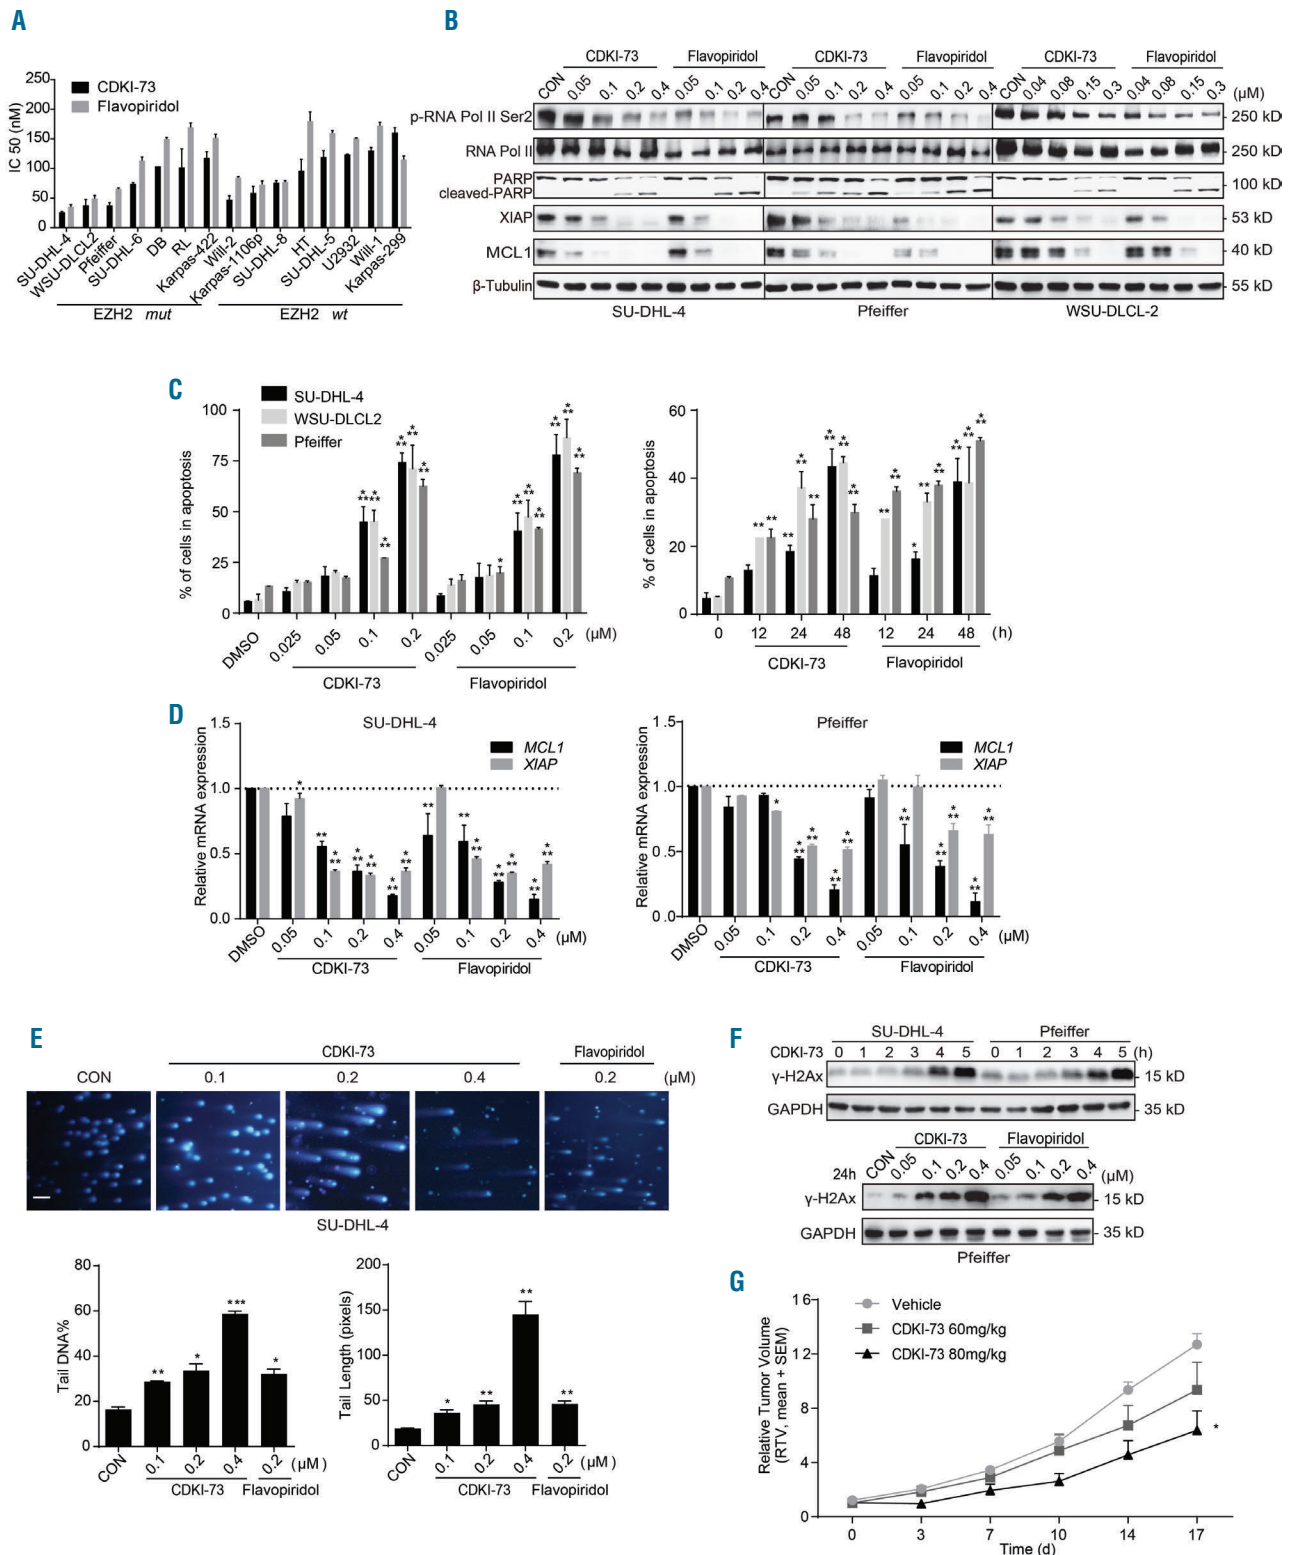 A
250
200
150
100
50
0
IC 50 (nM)
CDKI-73
Flavopiridol
SU-DHL-4
WSU-DLCL2
Pfeiffer
SU-DHL-6
DB
RL
Karpas-422
Will-2
Karpas-1106p
SU-DHL-8
HT
SU-DHL-5
U2932
Will-1
Karpas-299
EZH2 mut
EZH2 wt
B
CDKI-73 Flavopiridol CDKI-73 Flavopiridol CDKI-73 Flavopiridol
CON 0.05 0.1 0.2 0.4 0.05 0.1 0.2 0.4 CON 0.05 0.1 0.2 0.4 0.05 0.1 0.2 0.4 CON 0.04 0.08 0.15 0.3 0.04 0.08 0.15 0.3 (μM)
p-RNA Pol II Ser2 250 kD
RNA Pol II 250 kD
PARP
cleaved-PARP 100 kD
XIAP 53 kD
MCL1 40 kD
β-Tubulin 55 kD
SU-DHL-4 Pfeiffer WSU-DLCL-2
C
SU-DHL-4
WSU-DLCL2
Pfeiffer
100
75
50
25
0
% of cells in apoptosis
DMSO 0.025 0.05 0.1 0.2 0.025 0.05 0.1 0.2 (μM)
CDKI-73 Flavopiridol
60
40
20
0
% of cells in apoptosis
0 12 24 48 12 24 48 (h)
CDKI-73 Flavopiridol
D
SU-DHL-4
1.5
1.0
0.5
0.0
Relative mRNA expression
MCL1
XIAP
DMSO 0.05 0.1 0.2 0.4 0.05 0.1 0.2 0.4 (μM)
CDKI-73 Flavopiridol
Pfeiffer
1.5
1.0
0.5
0.0
Relative mRNA expression
MCL1
XIAP
DMSO 0.05 0.1 0.2 0.4 0.05 0.1 0.2 0.4 (μM)
CDKI-73 Flavopiridol
E
CDKI-73 Flavopiridol
CON 0.1 0.2 0.4 0.2 (μM)
SU-DHL-4
80
60
40
20
0
Tail DNA%
** * *** *
CON 0.1 0.2 0.4 0.2 (μM)
CDKI-73 Flavopiridol
200
150
100
50
0
Tail Length (pixels)
* ** ** **
CON 0.1 0.2 0.4 0.2 (μM)
CDKI-73 Flavopiridol
F
SU-DHL-4 Pfeiffer
CDKI-73 0 1 2 3 4 5 0 1 2 3 4 5 (h)
γ-H2Ax 15 kD
GAPDH 35 kD
CDKI-73 Flavopiridol
24h CON 0.05 0.1 0.2 0.4 0.05 0.1 0.2 0.4 (μM)
γ-H2Ax 15 kD
GAPDH 35 kD
Pfeiffer
G
16
12
8
4
0
Relative Tumor Volume
(RTV, mean + SEM)
Vehicle
CDKI-73 60mg/kg
CDKI-73 80mg/kg
*
0 3 7 10 14 17
Time (d)